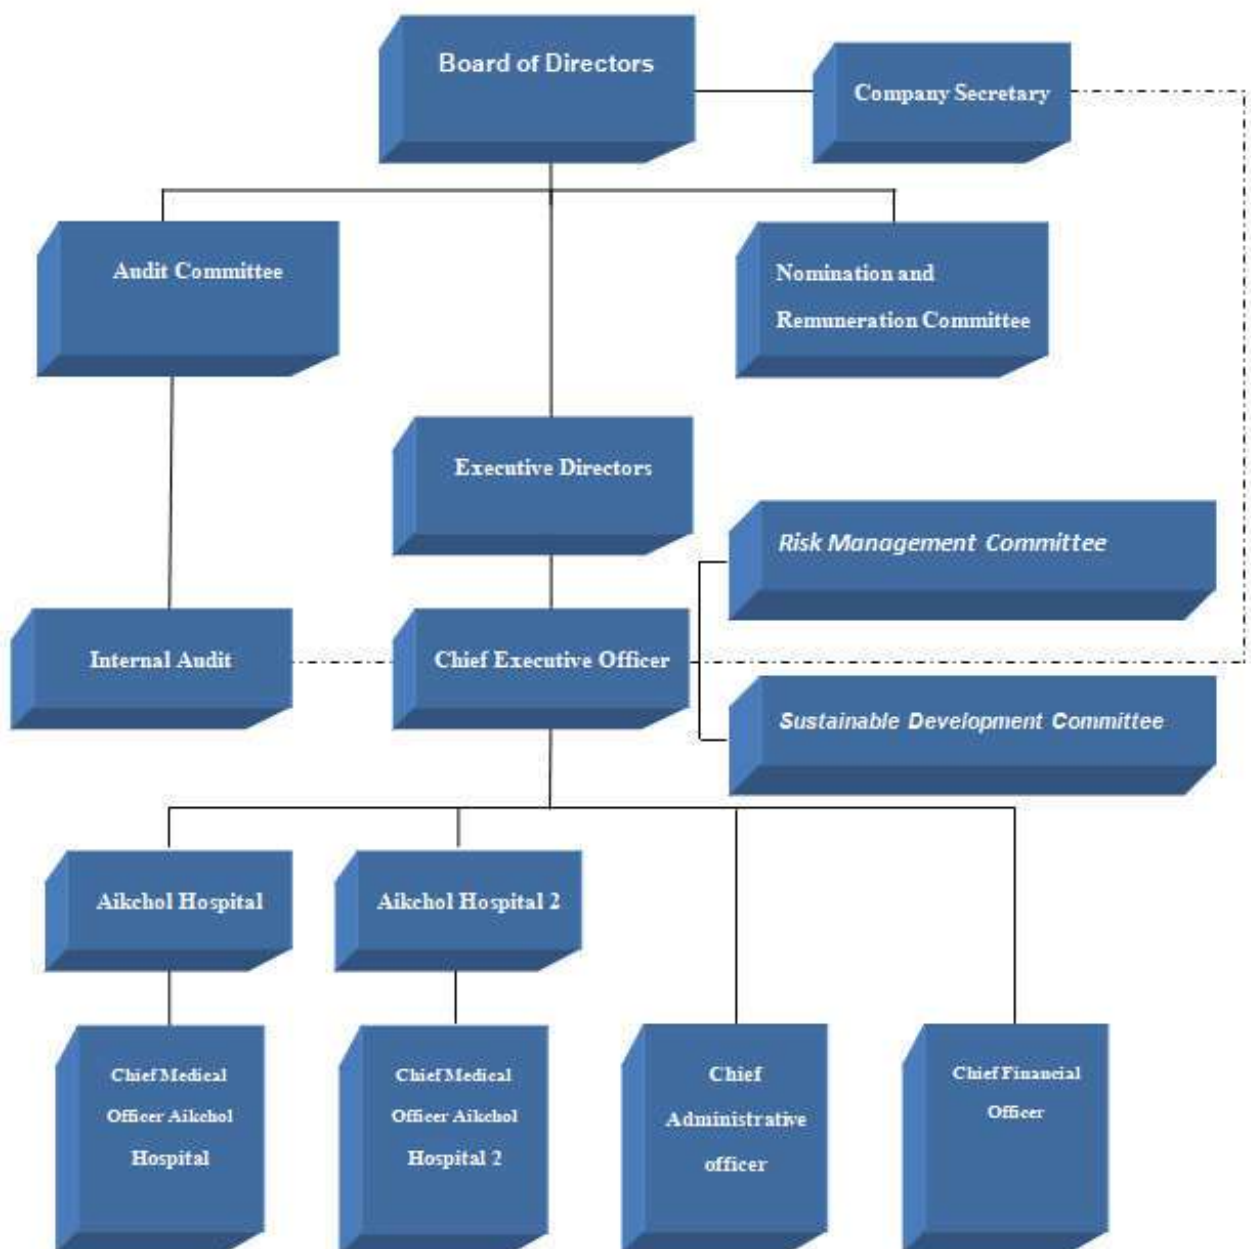 Board of Directors
Company Secretary
Audit Committee
Nomination and
Remuneration Committee
Executive Directors
Risk Management Committee
Internal Audit
Chief Executive Officer
Sustainable Development Committee
Aikchol Hospital
Aikchol Hospital 2
Chief Medical
Officer Aikchol
Hospital
Chief Medical
Officer Aikchol
Hospital 2
Chief
Administrative
officer
Chief Financial
Officer